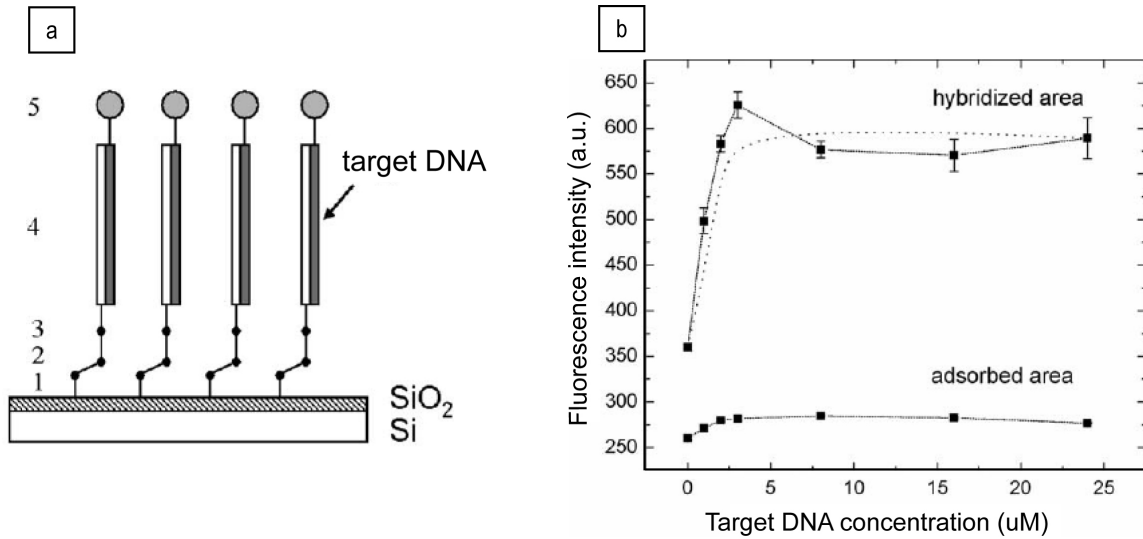 a
5
target DNA
4
3
2
1
SiO2
Si
b
650
600
550
500
450
400
350
300
250
hybridized area
adsorbed area
Fluorescence intensity (a.u.)
0 5 10 15 20 25
Target DNA concentration (uM)